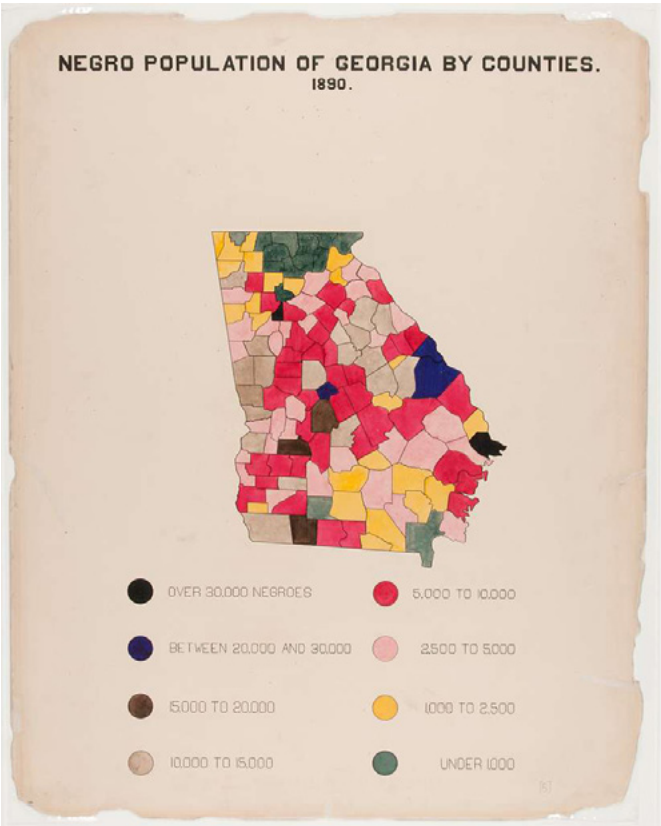 NEGRO POPULATION OF GEORGIA BY COUNTIES.
1890.
OVER 30,000 NEGROES
BETWEEN 20,000 AND 30,000
15,000 TO 20,000
10,000 TO 15,000
5,000 TO 10,000
2,500 TO 5,000
1,000 TO 2,500
UNDER 1,000